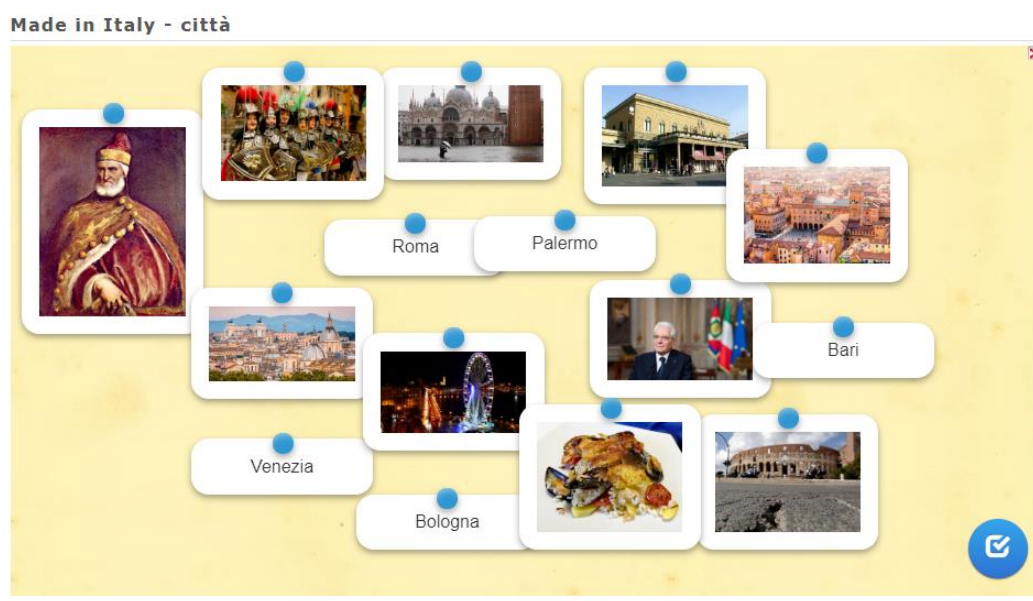 Made in Italy - città
Roma
Palermo
Bari
Venezia
Bologna